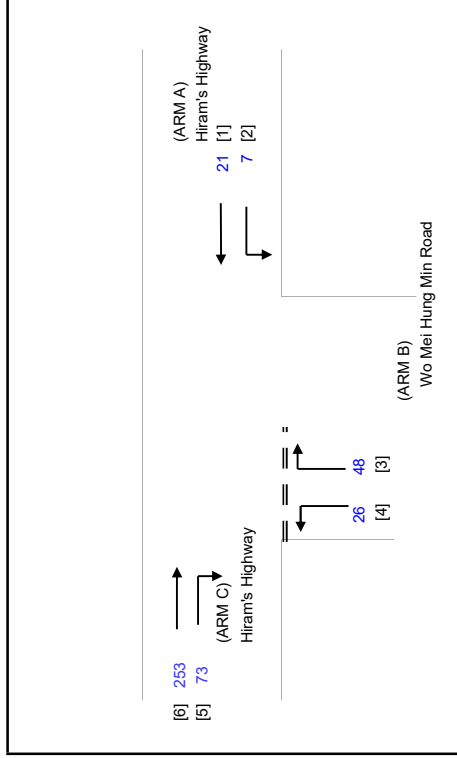 (ARM A)
Hiram's Highway
21 [1]
7 [2]
[6] 253
[5] 73
(ARM C)
Hiram's Highway
26 48
[4] [3]
(ARM B)
Wo Mei Hung Min Road